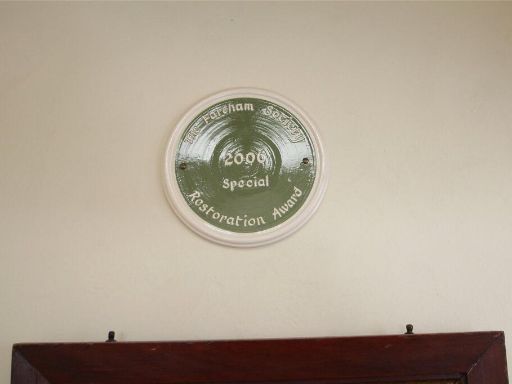 The Fareham Society
2006
Special
Restoration Award